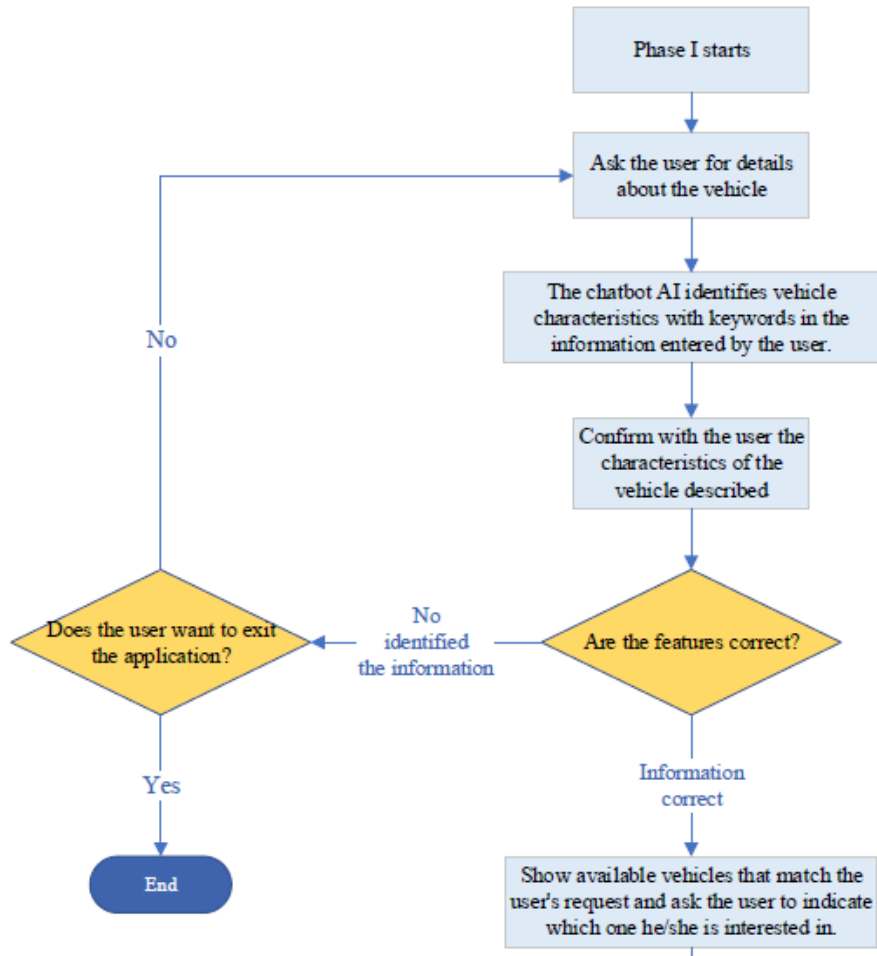 Phase I starts
Ask the user for details
about the vehicle
The chatbot AI identifies vehicle
characteristics with keywords in the
information entered by the user.
No
Confirm with the user the
characteristics of the
vehicle described
Does the user want to exit
the application?
No
identified
the information
Are the features correct?
Yes
Information
correct
End
Show available vehicles that match the
user's request and ask the user to indicate
which one he/she is interested in.